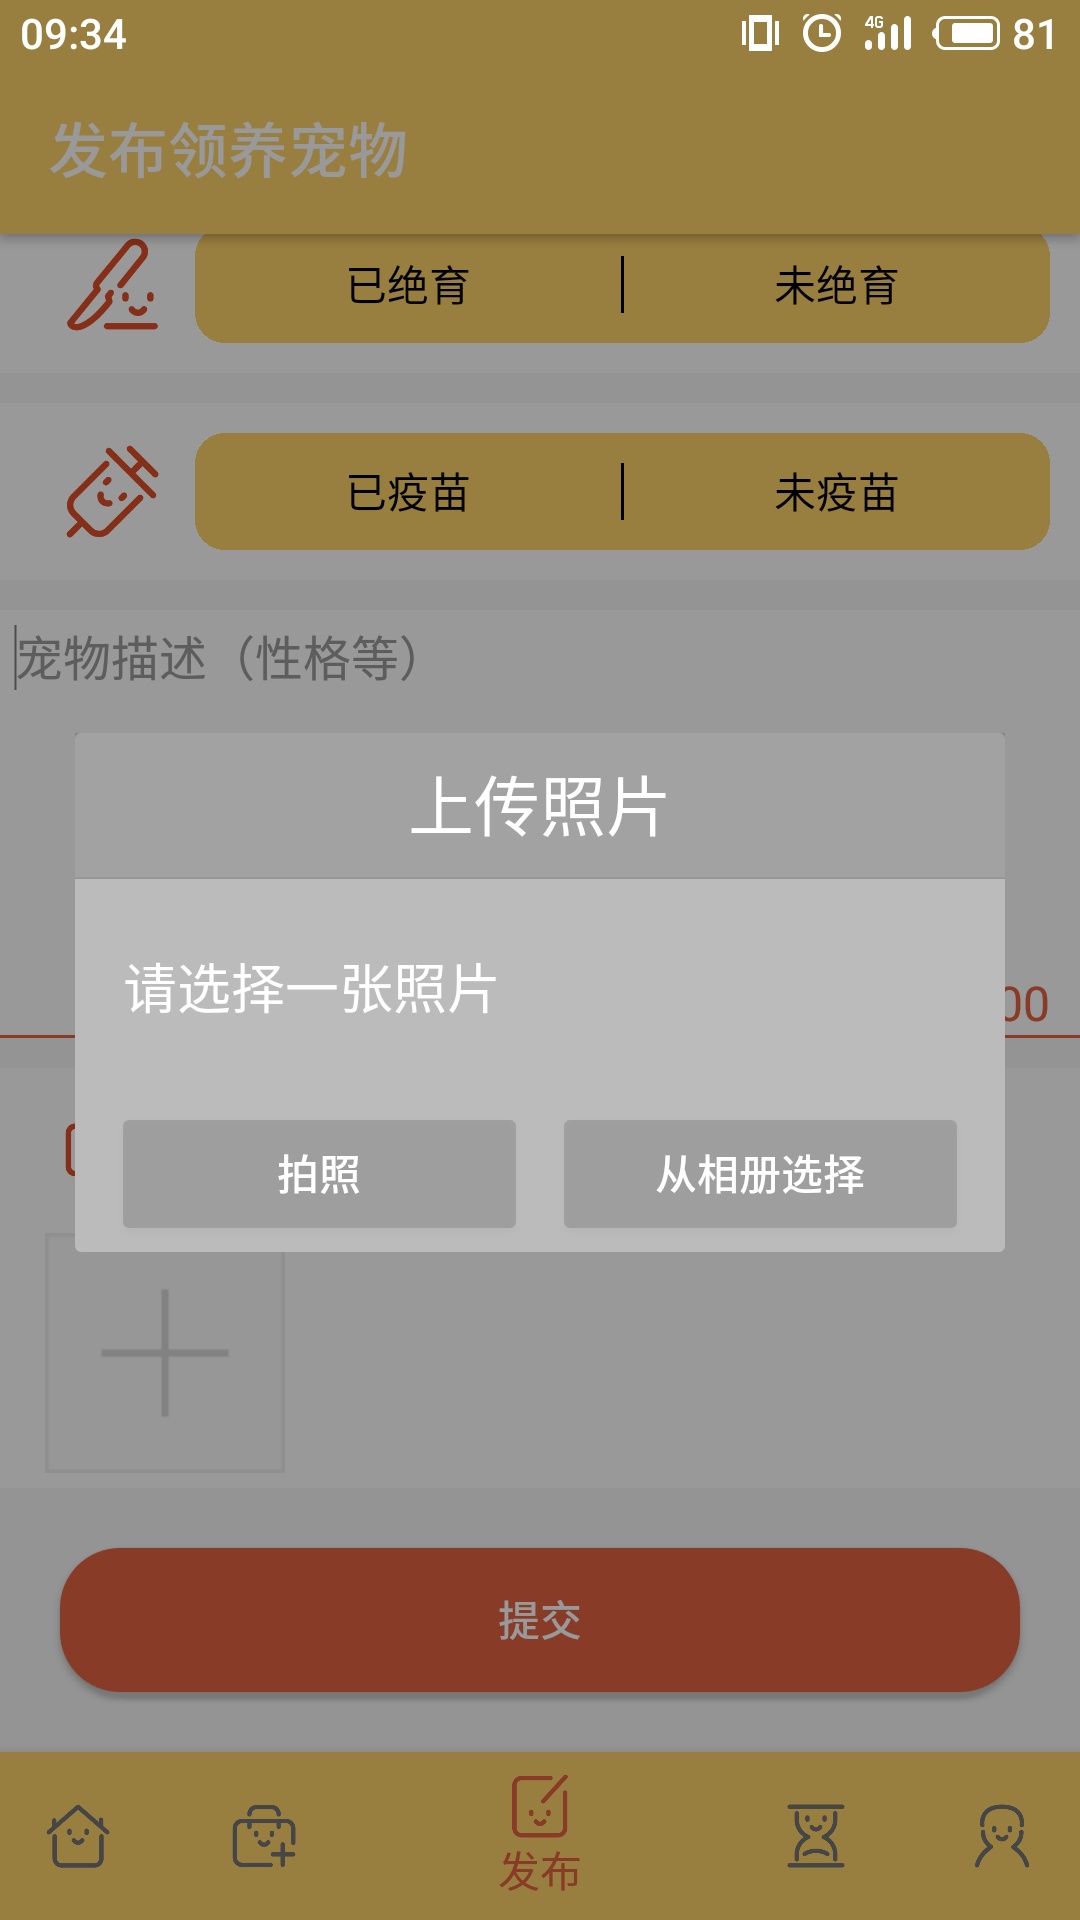 09:34 4G 81
发布领养宠物
已绝育 未绝育
已疫苗 未疫苗
宠物描述（性格等）
上传照片
请选择一张照片
00
拍照 从相册选择
提交
发布